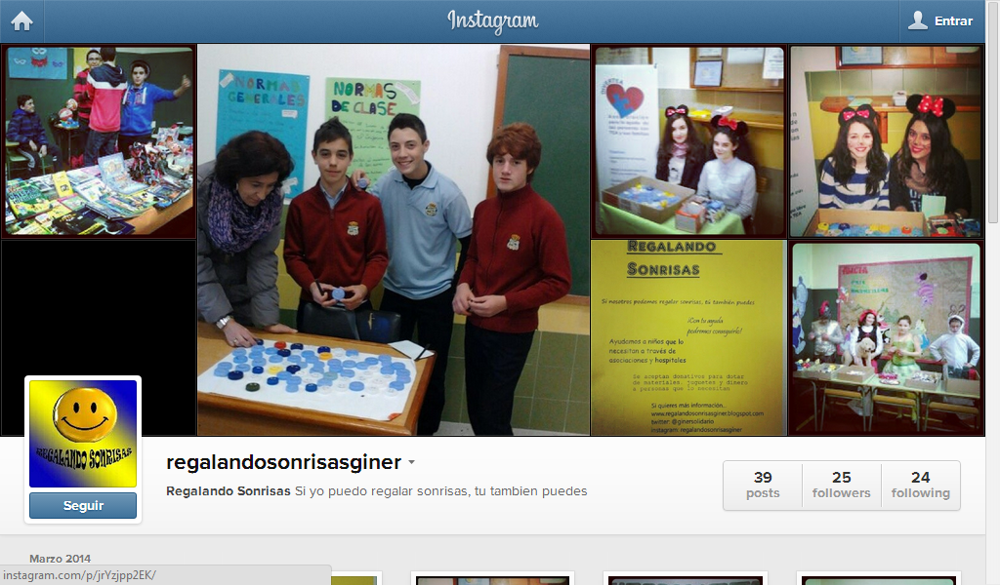 Instagram
Entrar
NORMAS
GENERALES
NORMAS
DE CLASE
REGALANDO
SONRISAS
Si nosotros podemos regalar sonrisas, tú también puedes
¡Con tu ayuda
podremos conseguirlo!
Ayudamos a niños que lo
necesitan a través de
asociaciones y hospitales
Se aceptan donativos para dotar
de materiales, juguetes y dinero
a personas que lo necesitan
Si quieres más información...
www.regalandosonrisasginer.blogspot.com
twitter: @ginersolidario
instagram: regalandosonrisasginer
REGALANDO SONRISAS
Seguir
regalandosonrisasginer
Regalando Sonrisas Si yo puedo regalar sonrisas, tu tambien puedes
39
posts
25
followers
24
following
Marzo 2014
instagram.com/p/jrYzjpp2EK/